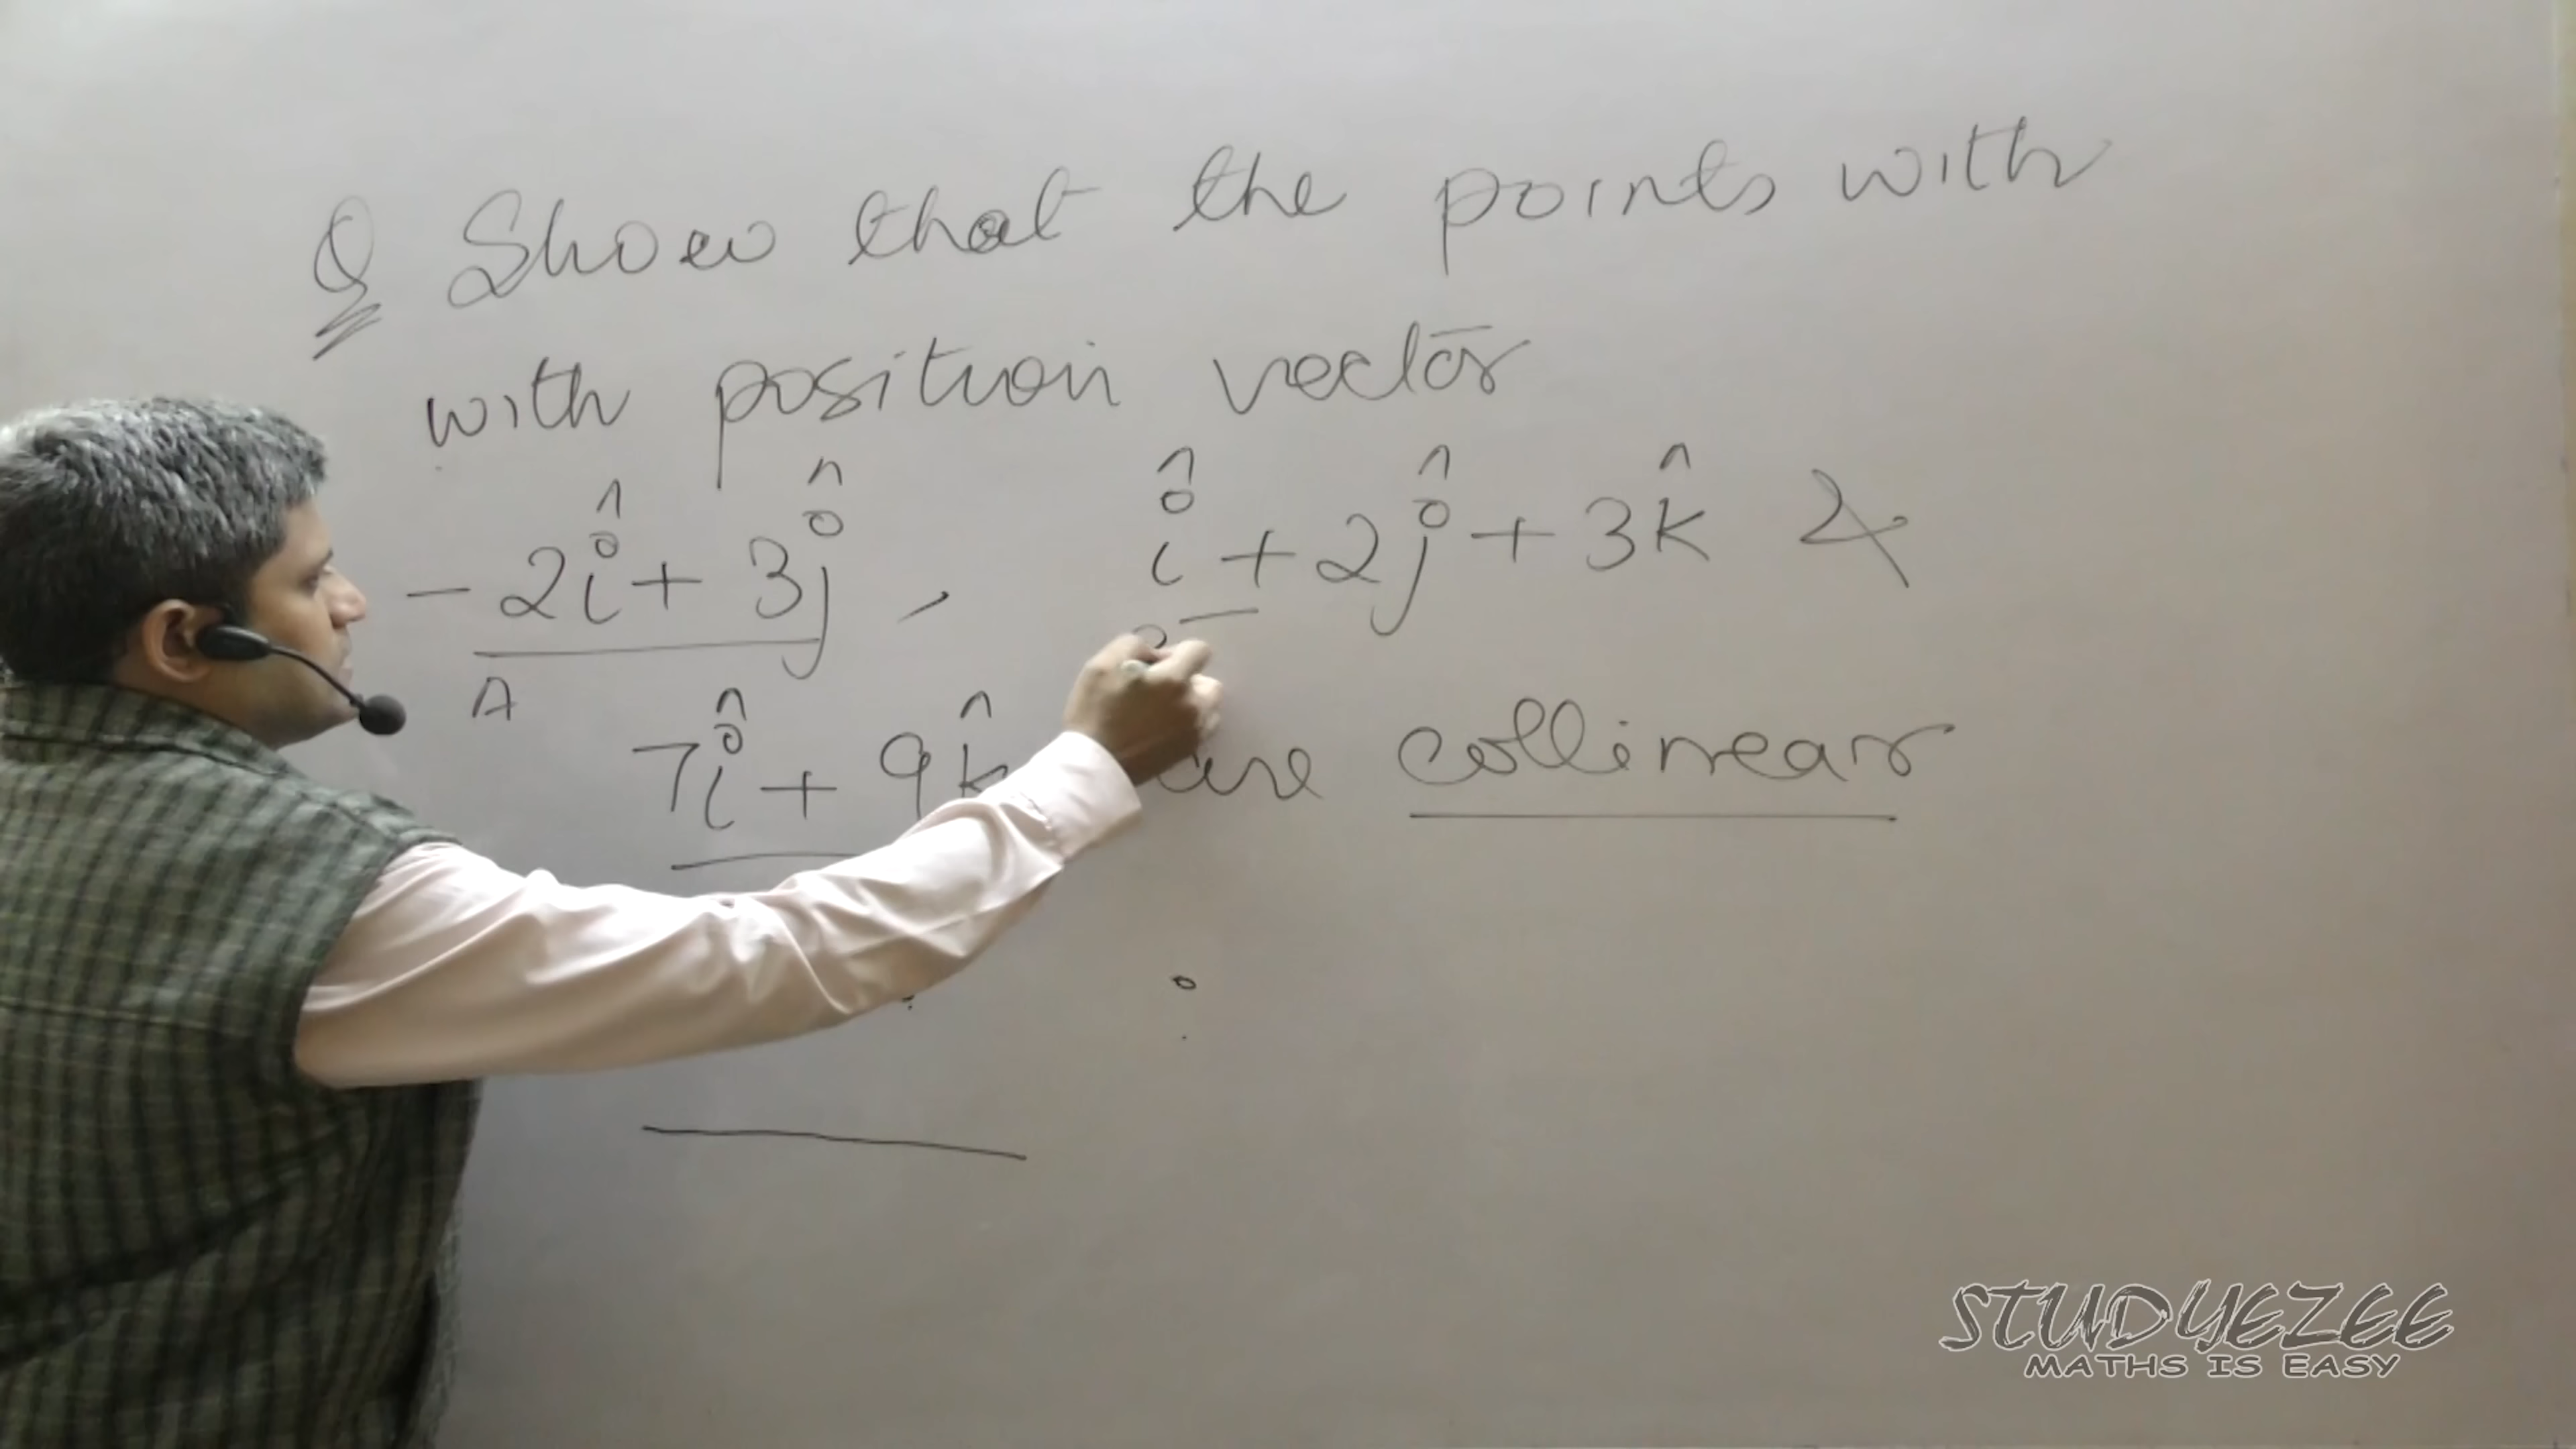 Q Show that the points with
with position vector
-2î + 3ĵ , î + 2ĵ + 3k̂ &
A
7î + 9k̂ are collinear
STUDYEZEE
MATHS IS EASY